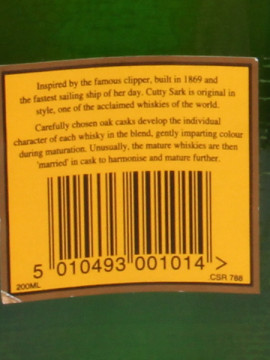 Inspired by the famous clipper, built in 1869 and
the fastest sailing ship of her day. Cutty Sark is original in
style, one of the acclaimed whiskies of the world.
Carefully chosen oak casks develop the individual
character of each whisky in the blend, gently imparting colour
during maturation. Unusually, the mature whiskies are then
'married' in cask to harmonise and mature further.
5 010493 001014 >
200ML CSR.788